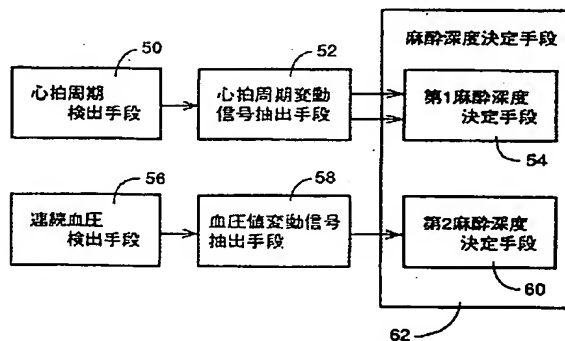 50
心拍周期
検出手段
52
心拍周期変動
信号抽出手段
麻酔深度決定手段
第1麻酔深度
決定手段
54
56
連続血圧
検出手段
58
血圧値変動信号
抽出手段
第2麻酔深度
決定手段
60
62